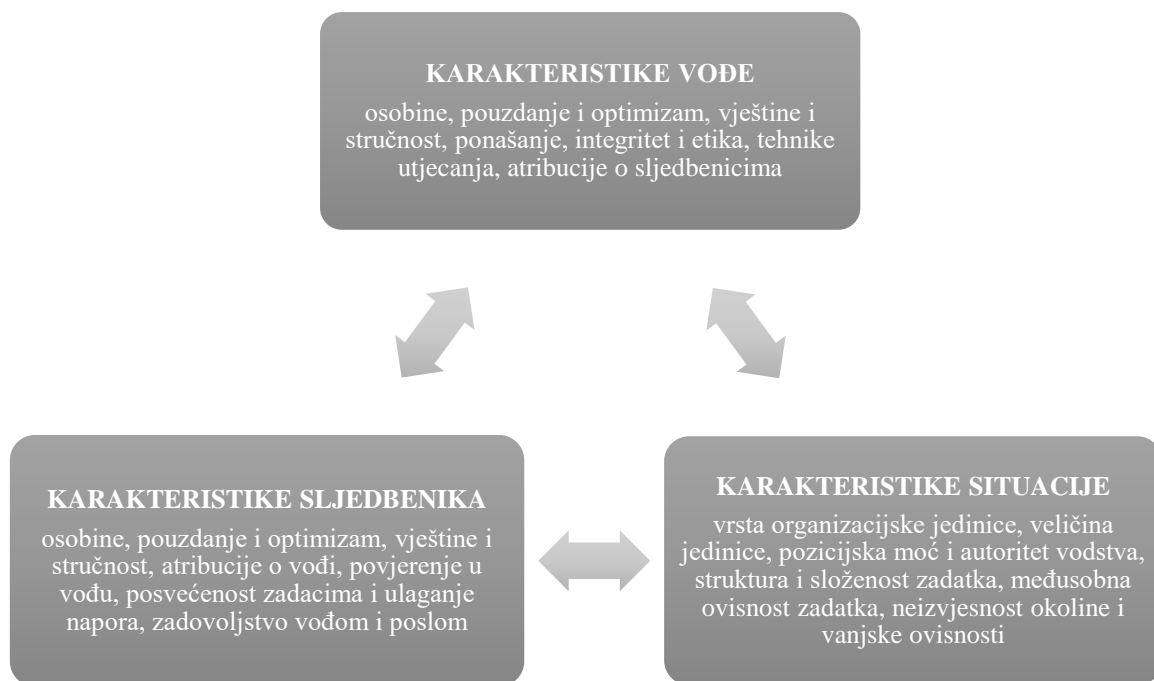 KARAKTERISTIKE VOĐE
osobine, pouzdanje i optimizam, vještine i
stručnost, ponašanje, integritet i etika, tehnike
utjecanja, atribucije o sljedbenicima
KARAKTERISTIKE SLJEDBENIKA
osobine, pouzdanje i optimizam, vještine i
stručnost, atribucije o vođi, povjerenje u
vođu, posvećenost zadacima i ulaganje
napora, zadovoljstvo vođom i poslom
KARAKTERISTIKE SITUACIJE
vrsta organizacijske jedinice, veličina
jedinice, pozicijska moć i autoritet vodstva,
struktura i složenost zadatka, međusobna
ovisnost zadatka, neizvjesnost okoline i
vanjske ovisnosti